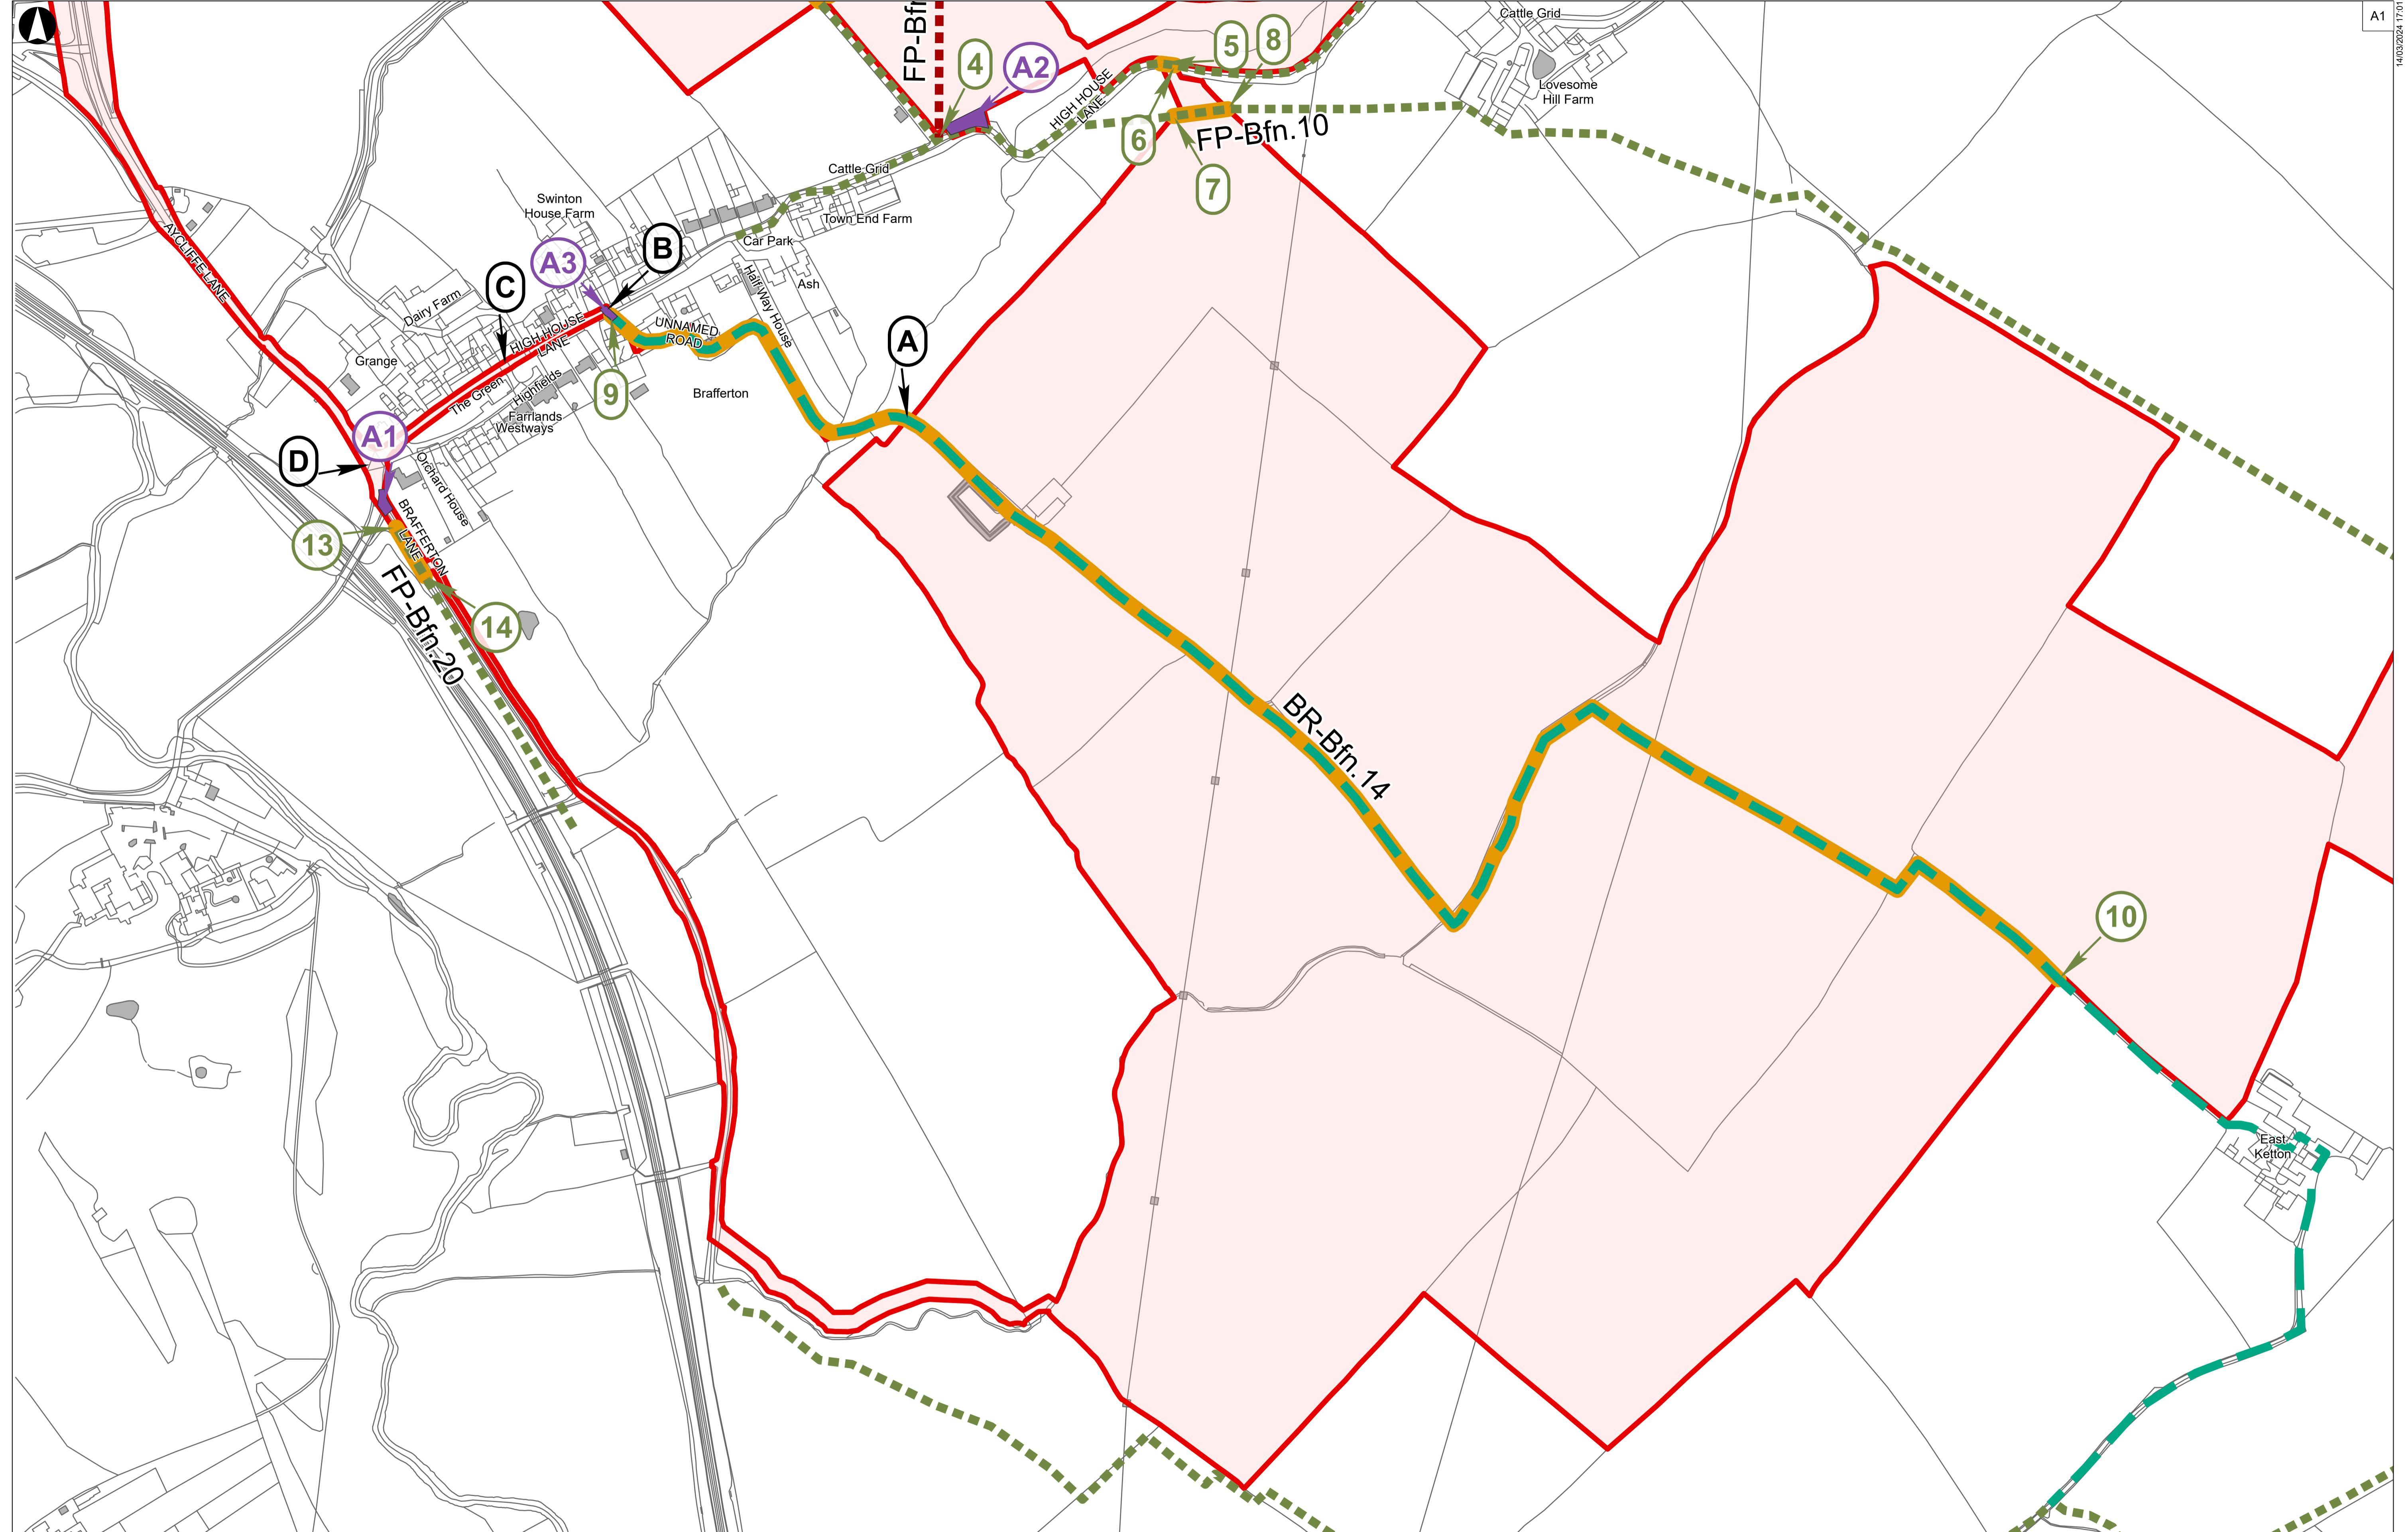 A1
14/03/2024 17:01
Cattle Grid
FP-Bfn
4
A2
5
8
HIGH HOUSE
LANE
Lovesome
Hill Farm
6
FP-Bfn.10
7
Cattle Grid
Swinton
House Farm
Town End Farm
AYCLIFFE LANE
Car Park
B
A3
Half Way House
Ash
C
Dairy Farm
HIGH HOUSE
LANE
UNNAMED
ROAD
A
Grange
The Green
Highfields
9
Brafferton
Farrlands
Westways
A1
D
Orchard House
BRAFFERTON
LANE
13
FP-Bfn.20
14
BR-Bfn.14
10
East
Ketton